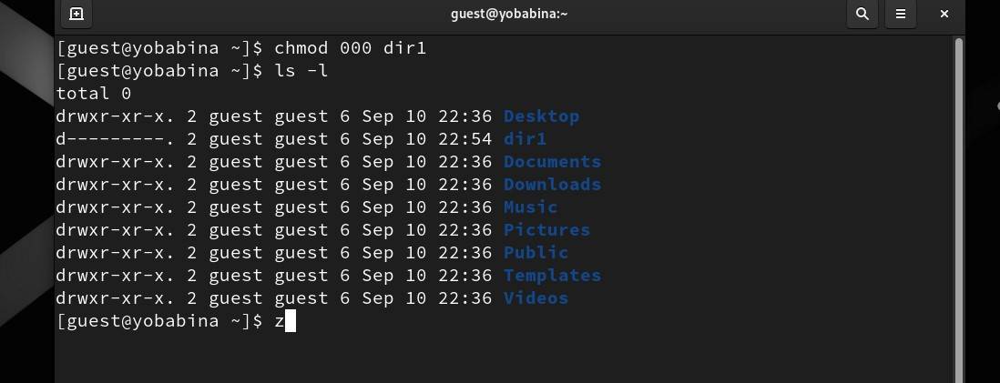 guest@yobabina:~
[guest@yobabina ~]$ chmod 000 dir1
[guest@yobabina ~]$ ls -l
total 0
drwxr-xr-x. 2 guest guest 6 Sep 10 22:36 Desktop
d---------. 2 guest guest 6 Sep 10 22:54 dir1
drwxr-xr-x. 2 guest guest 6 Sep 10 22:36 Documents
drwxr-xr-x. 2 guest guest 6 Sep 10 22:36 Downloads
drwxr-xr-x. 2 guest guest 6 Sep 10 22:36 Music
drwxr-xr-x. 2 guest guest 6 Sep 10 22:36 Pictures
drwxr-xr-x. 2 guest guest 6 Sep 10 22:36 Public
drwxr-xr-x. 2 guest guest 6 Sep 10 22:36 Templates
drwxr-xr-x. 2 guest guest 6 Sep 10 22:36 Videos
[guest@yobabina ~]$ z